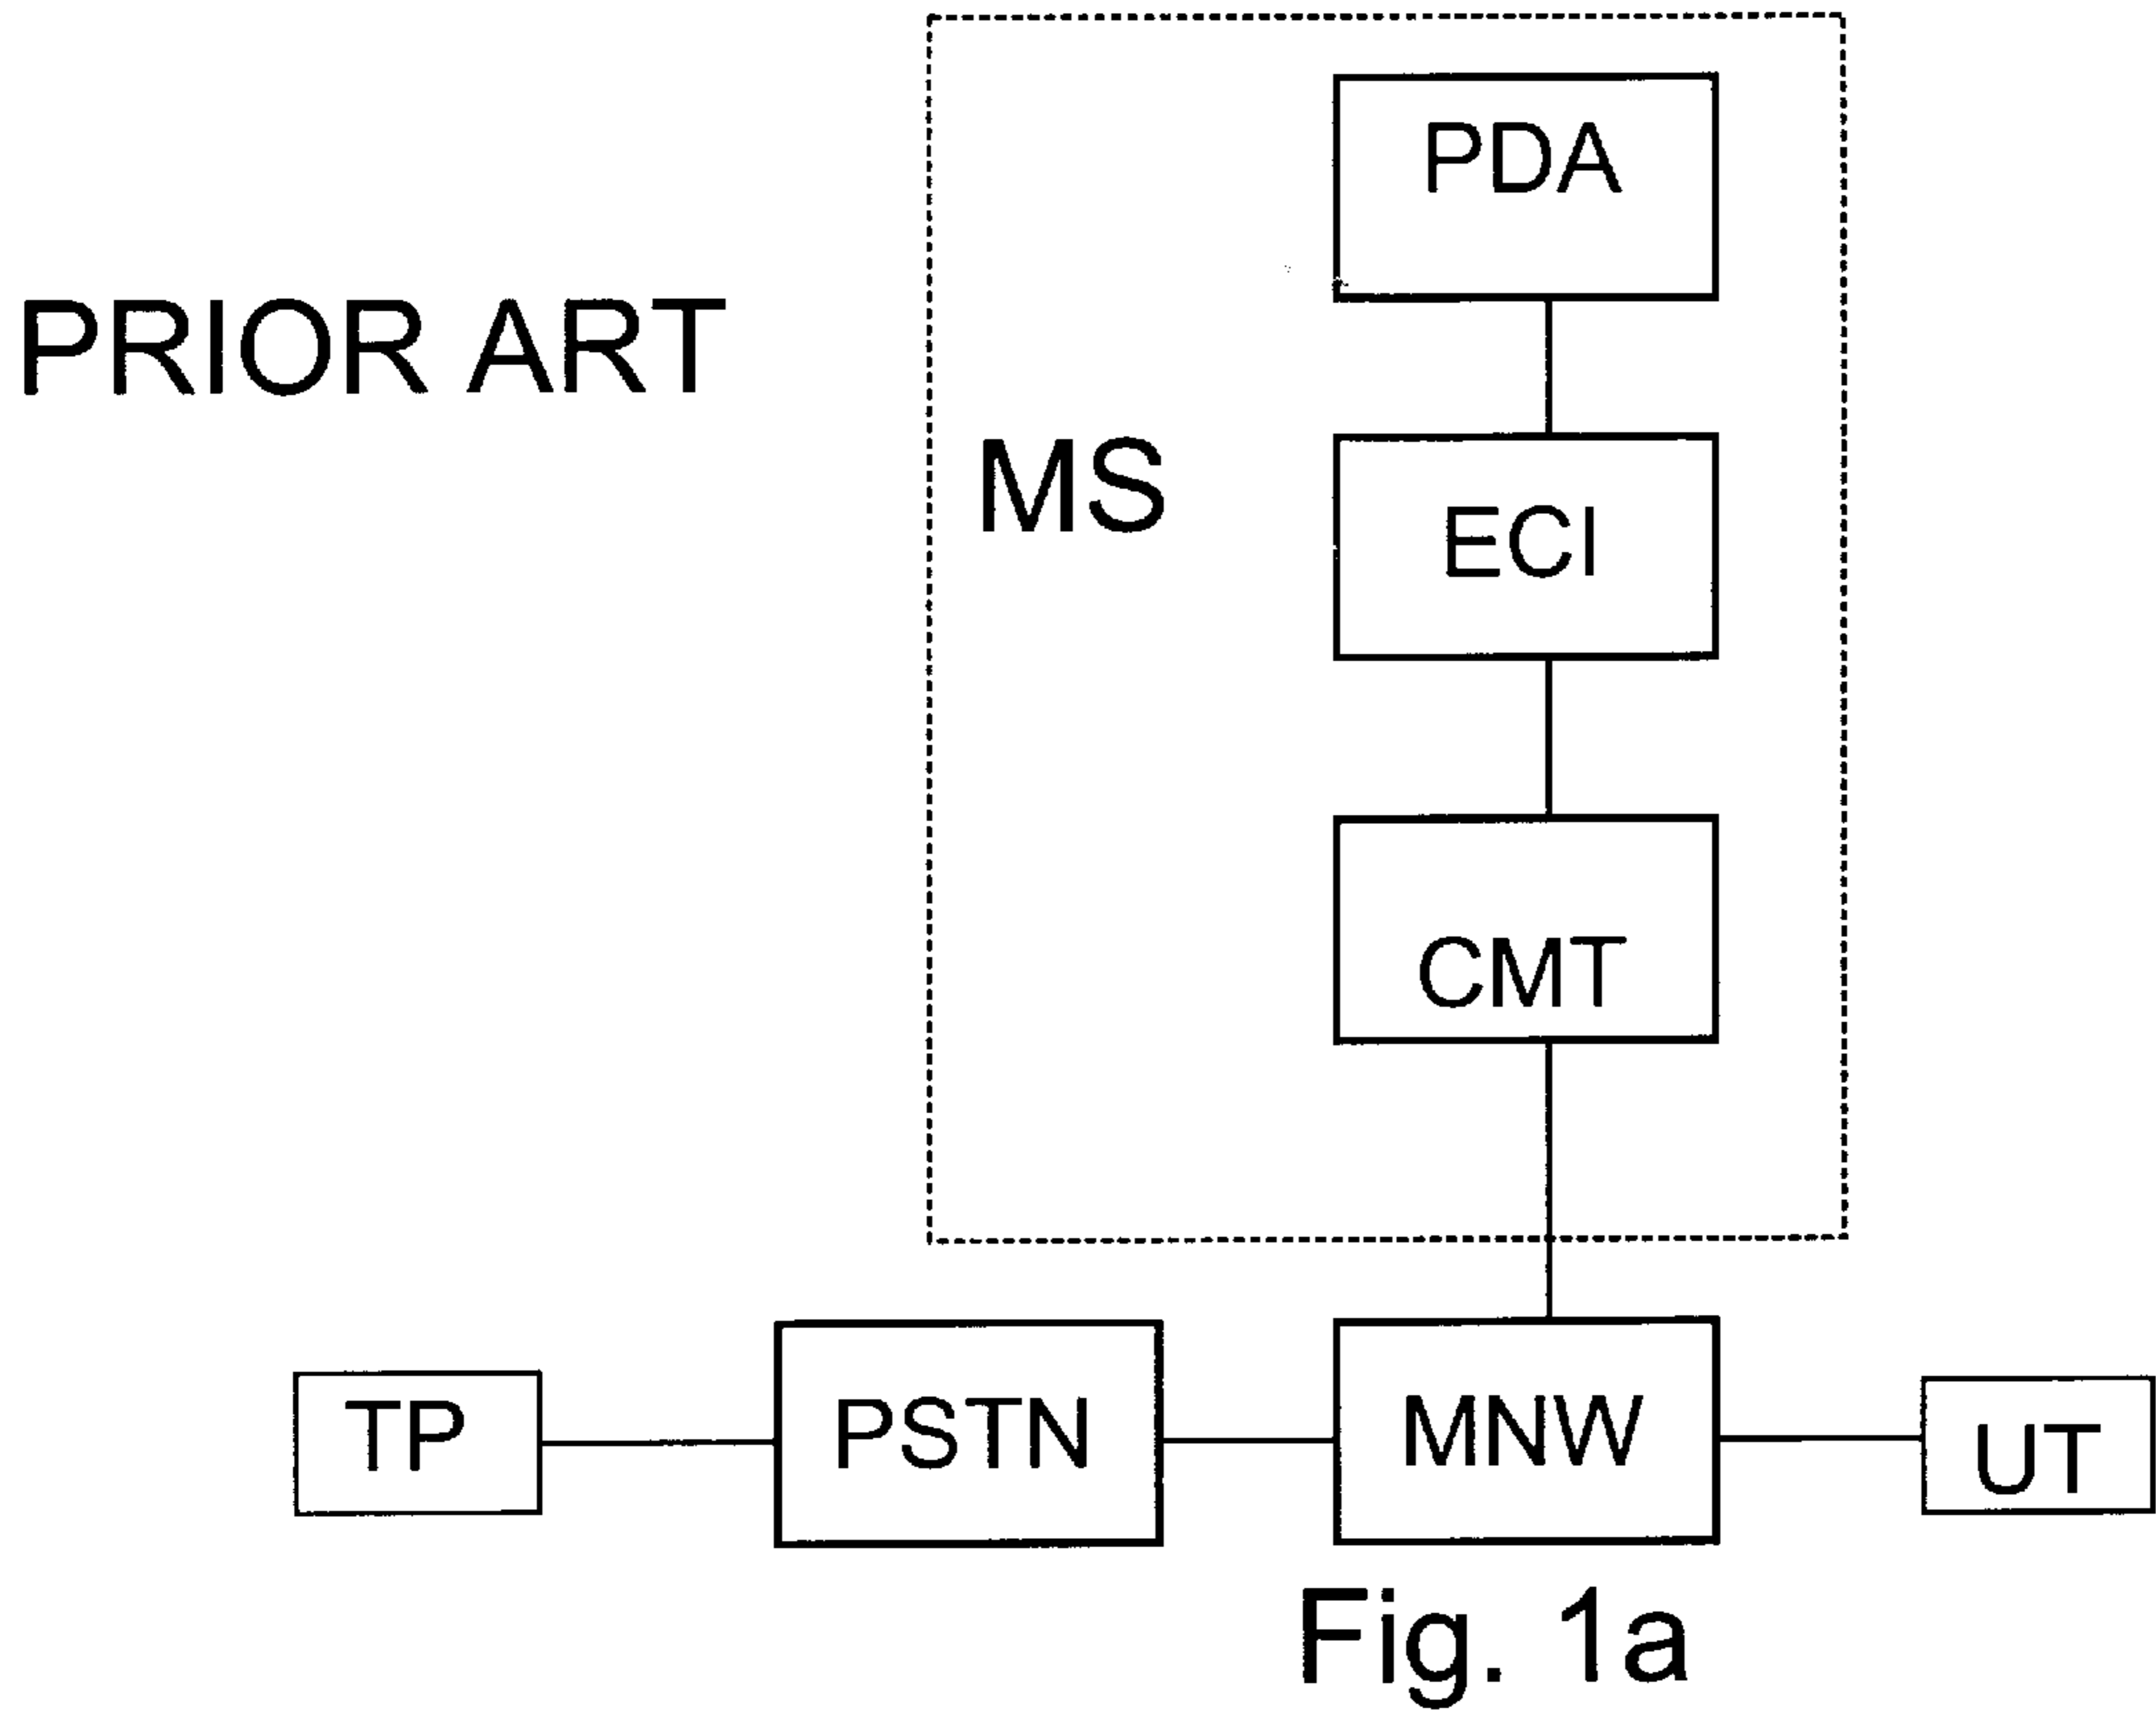 PDA
PRIOR ART
MS
ECI
CMT
TP
PSTN
MNW
UT
Fig. 1a